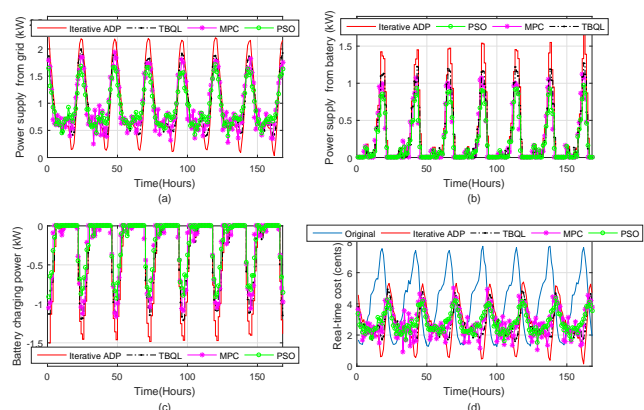 Iterative ADP TBQL MPC PSO
Power supply from grid (kW)
2
1.5
1
0.5
0
0 50 100 150
Time(Hours)
(a)
Iterative ADP TBQL MPC PSO
Power supply from batery (kW)
1.5
1
0.5
0
0 50 100 150
Time(Hours)
(b)
Battery charging power (kW)
0
-0.5
-1
-1.5
Iterative ADP TBQL MPC PSO
0 50 100 150
Time(Hours)
(c)
Original Iterative ADP TBQL MPC PSO
Real-time cost (cents)
8
6
4
2
0
0 50 100 150
Time(Hours)
(d)